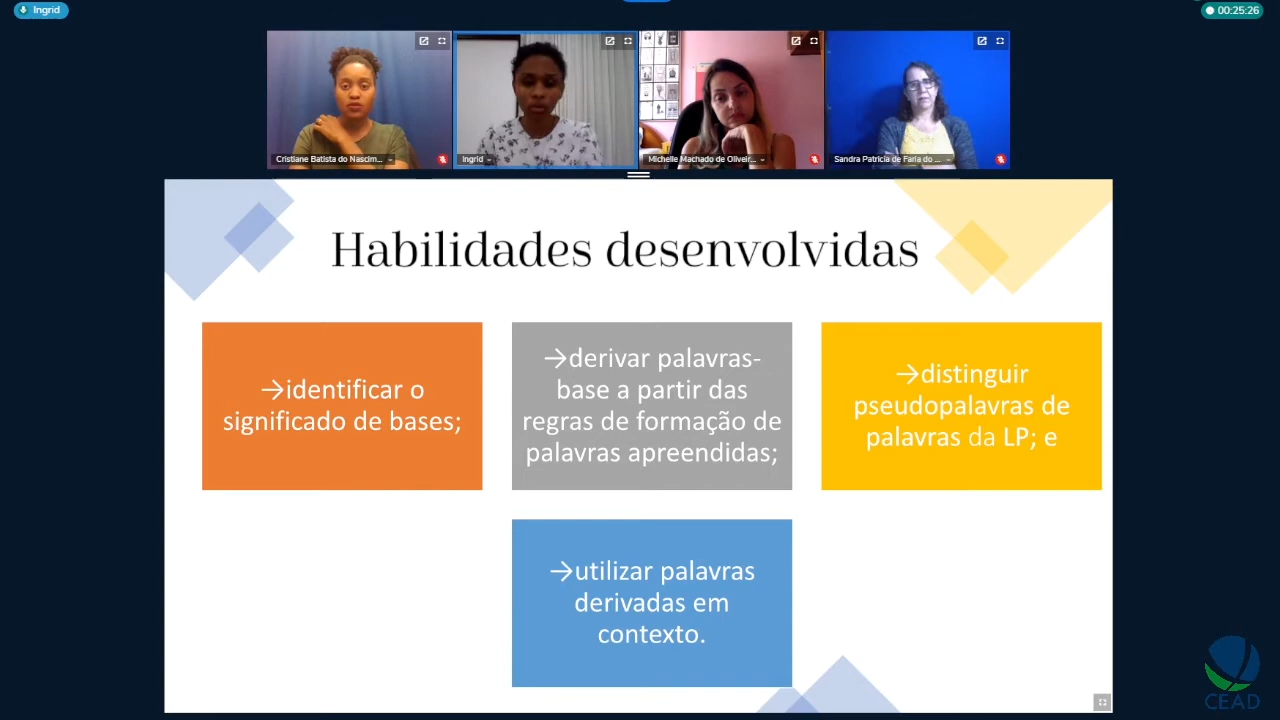 Ingrid
00:25:26
Cristiane Batista do Nascim...
Ingrid
Michelle Machado de Oliveir...
Sandra Patricia de Faria do ...
Habilidades desenvolvidas
→identificar o
significado de bases;
→derivar palavras-
base a partir das
regras de formação de
palavras apreendidas;
→distinguir
pseudopalavras de
palavras da LP; e
→utilizar palavras
derivadas em
contexto.
CEAD